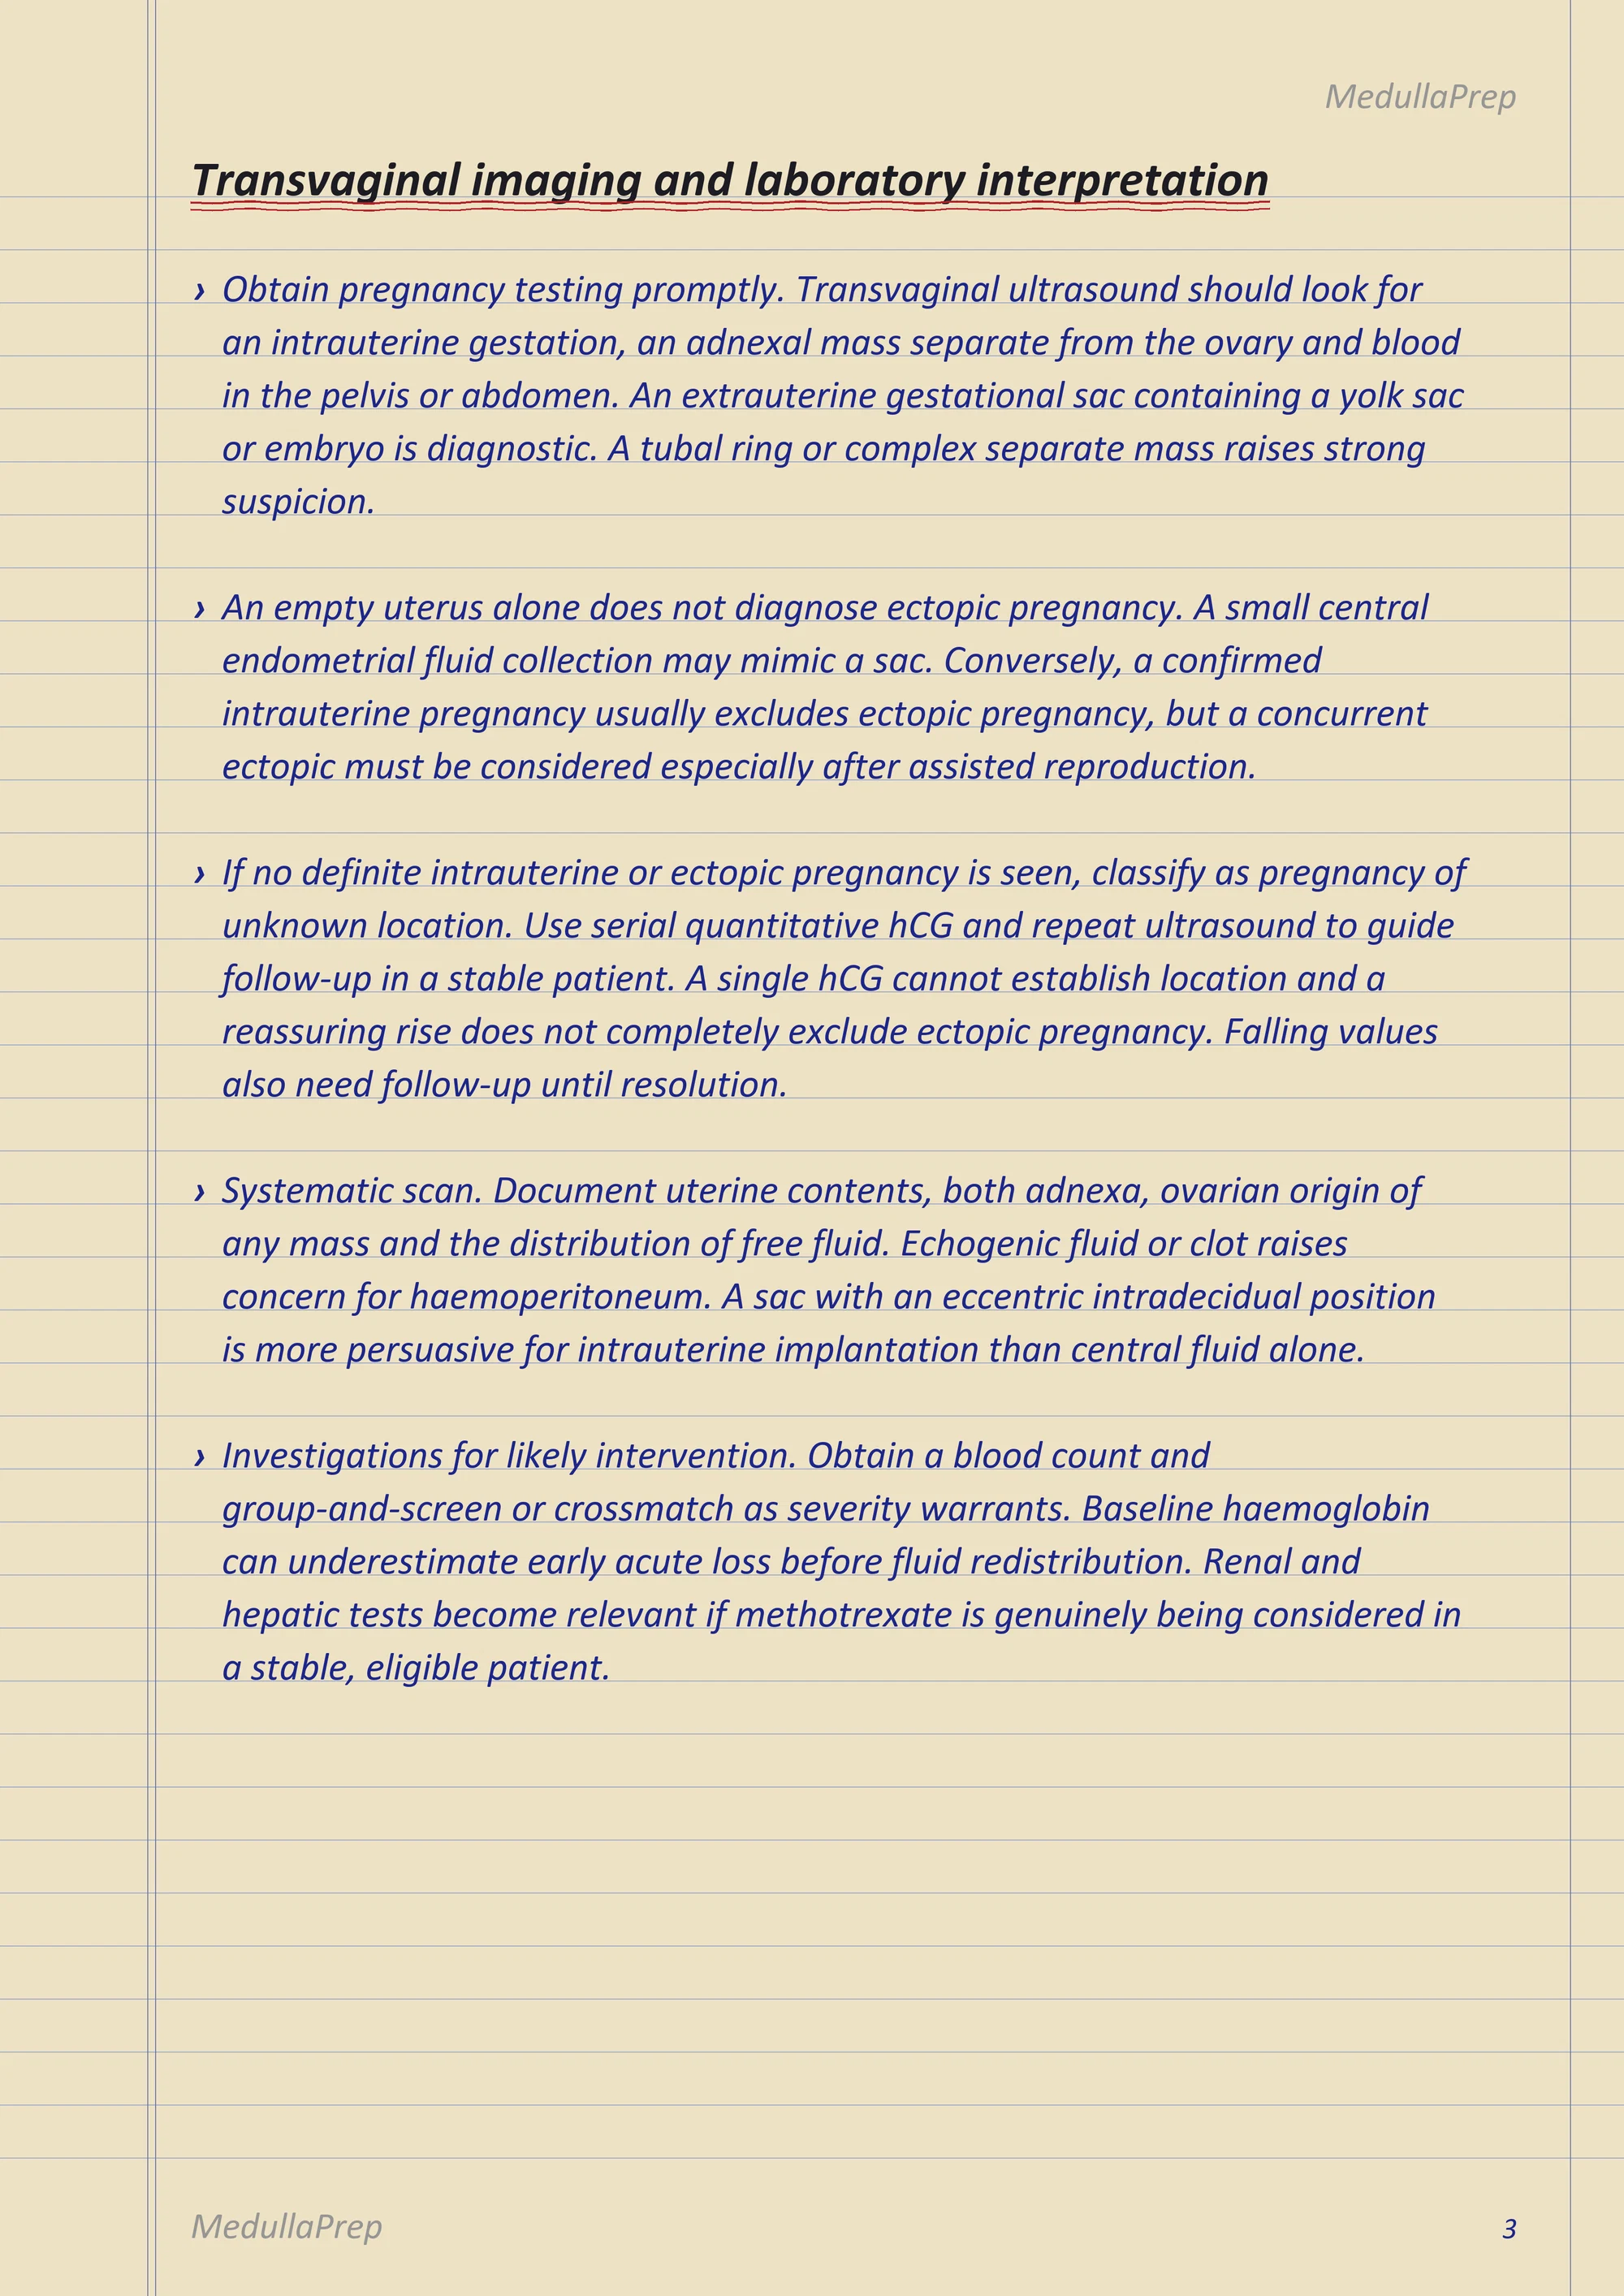 MedullaPrep
Transvaginal imaging and laboratory interpretation
› Obtain pregnancy testing promptly. Transvaginal ultrasound should look for
an intrauterine gestation, an adnexal mass separate from the ovary and blood
in the pelvis or abdomen. An extrauterine gestational sac containing a yolk sac
or embryo is diagnostic. A tubal ring or complex separate mass raises strong
suspicion.
› An empty uterus alone does not diagnose ectopic pregnancy. A small central
endometrial fluid collection may mimic a sac. Conversely, a confirmed
intrauterine pregnancy usually excludes ectopic pregnancy, but a concurrent
ectopic must be considered especially after assisted reproduction.
› If no definite intrauterine or ectopic pregnancy is seen, classify as pregnancy of
unknown location. Use serial quantitative hCG and repeat ultrasound to guide
follow-up in a stable patient. A single hCG cannot establish location and a
reassuring rise does not completely exclude ectopic pregnancy. Falling values
also need follow-up until resolution.
› Systematic scan. Document uterine contents, both adnexa, ovarian origin of
any mass and the distribution of free fluid. Echogenic fluid or clot raises
concern for haemoperitoneum. A sac with an eccentric intradecidual position
is more persuasive for intrauterine implantation than central fluid alone.
› Investigations for likely intervention. Obtain a blood count and
group-and-screen or crossmatch as severity warrants. Baseline haemoglobin
can underestimate early acute loss before fluid redistribution. Renal and
hepatic tests become relevant if methotrexate is genuinely being considered in
a stable, eligible patient.
MedullaPrep
3